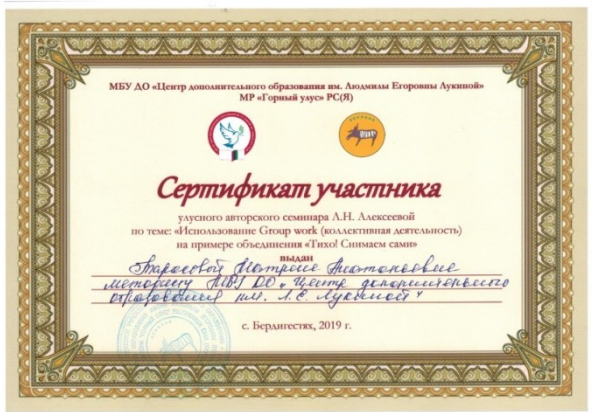 МБУ ДО «Центр дополнительного образования им. Людмилы Егоровны Лукиной»
МР «Горный улус» РС(Я)
Сертификат участника
улусного авторского семинара Л.Н. Алексеевой
по теме: «Использование Group work (коллективная деятельность)
на примере объединения «Тихо! Снимаем сами»
выдан
Тарасовой Матрене
методисту МБУ ДО „Центр дополнительного
образования им. Л.Е. Лукиной"
с. Бердигестях, 2019 г.